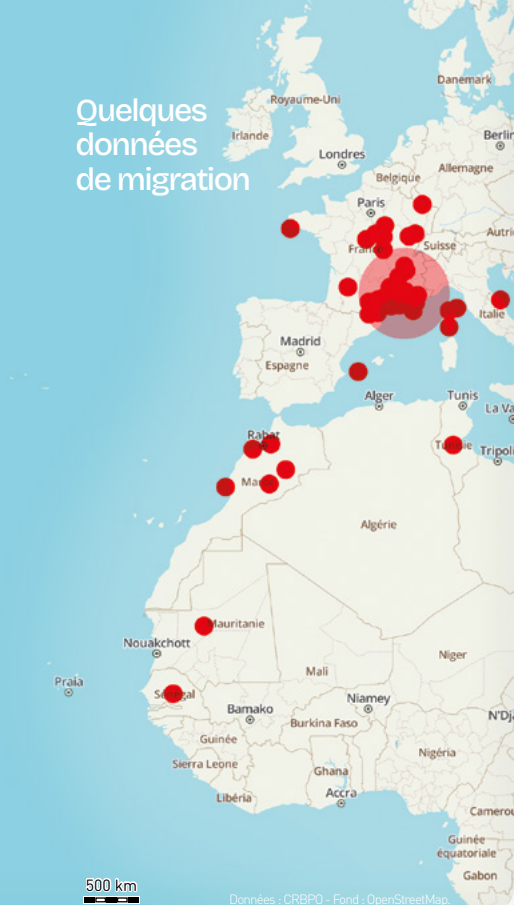 Danemark
Royaume-Uni
Quelques
données
de migration
Irlande
Berlin
Londres
Allemagne
Belgique
Paris
France
Suisse
Italie
Madrid
Espagne
Alger
Tunis
La Va
Rabat
Tunisie
Tripoli
Maroc
Algérie
Mauritanie
Nouakchott
Niger
Mali
Praia
Sénégal
Niamey
Bamako
N'Dj
Burkina Faso
Guinée
Nigéria
Sierra Leone
Ghana
Accra
Libéria
Camerou
Guinée
équatoriale
Gabon
500 km
Données : CRBPO - Fond : OpenStreetMap.